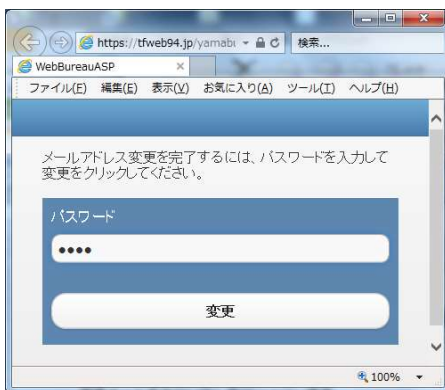 https://tfweb94.jp/yamabu
検索...
WebBureauASP
ファイル(F) 編集(E) 表示(V) お気に入り(A) ツール(T) ヘルプ(H)
メールアドレス変更を完了するには、パスワードを入力して
変更をクリックしてください。
パスワード
••••
変更
100%